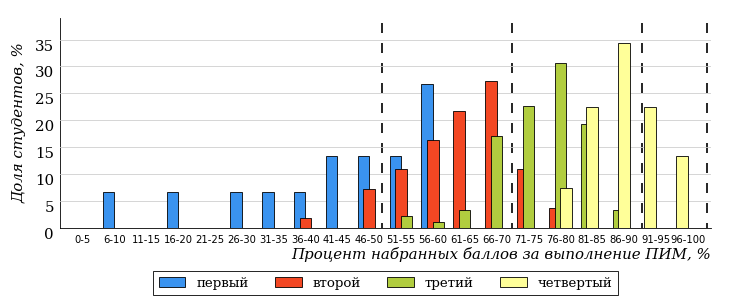 Доля студентов, %
35
30
25
20
15
10
5
0
0-5 6-10 11-15 16-20 21-25 26-30 31-35 36-40 41-45 46-50 51-55 56-60 61-65 66-70 71-75 76-80 81-85 86-90 91-95 96-100
Процент набранных баллов за выполнение ПИМ, %
первый второй третий четвертый